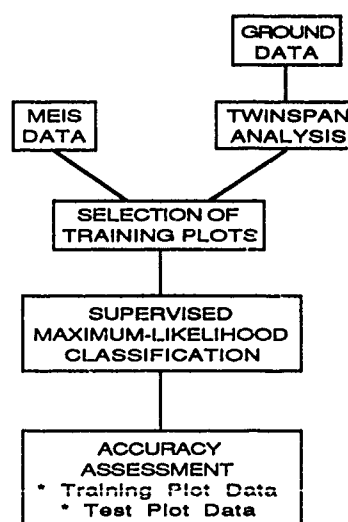 GROUND
DATA
MEIS
DATA
TWINSPAN
ANALYSIS
SELECTION OF
TRAINING PLOTS
SUPERVISED
MAXIMUM-LIKELIHOOD
CLASSIFICATION
ACCURACY
ASSESSMENT
* Training Plot Data
* Test Plot Data